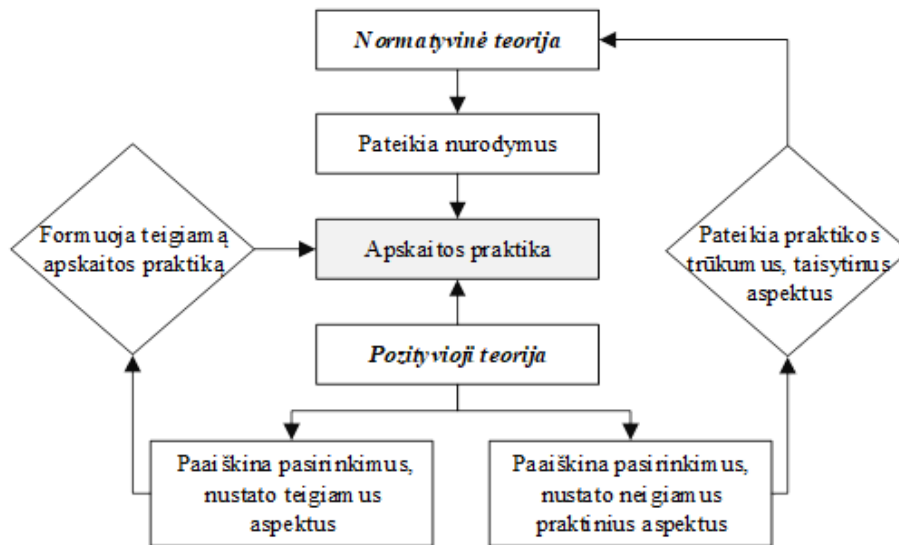 Normatyvinė teorija
Pateikia nurodymus
Formuoja teigiamą
apskaitos praktiką
Apskaitos praktika
Pateikia praktikos
trūkumus, taisytinus
aspektus
Pozityvioji teorija
Paaiškina pasirinkimus,
nustato teigiamus
aspektus
Paaiškina pasirinkimus,
nustato neigiamus
praktinius aspektus